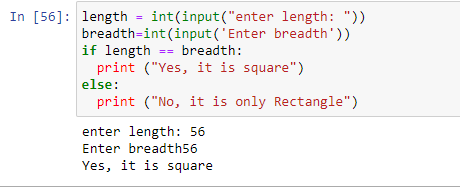 In [56]: length = int(input("enter length: "))
breadth=int(input('Enter breadth'))
if length == breadth:
  print ("Yes, it is square")
else:
  print ("No, it is only Rectangle")
enter length: 56
Enter breadth56
Yes, it is square